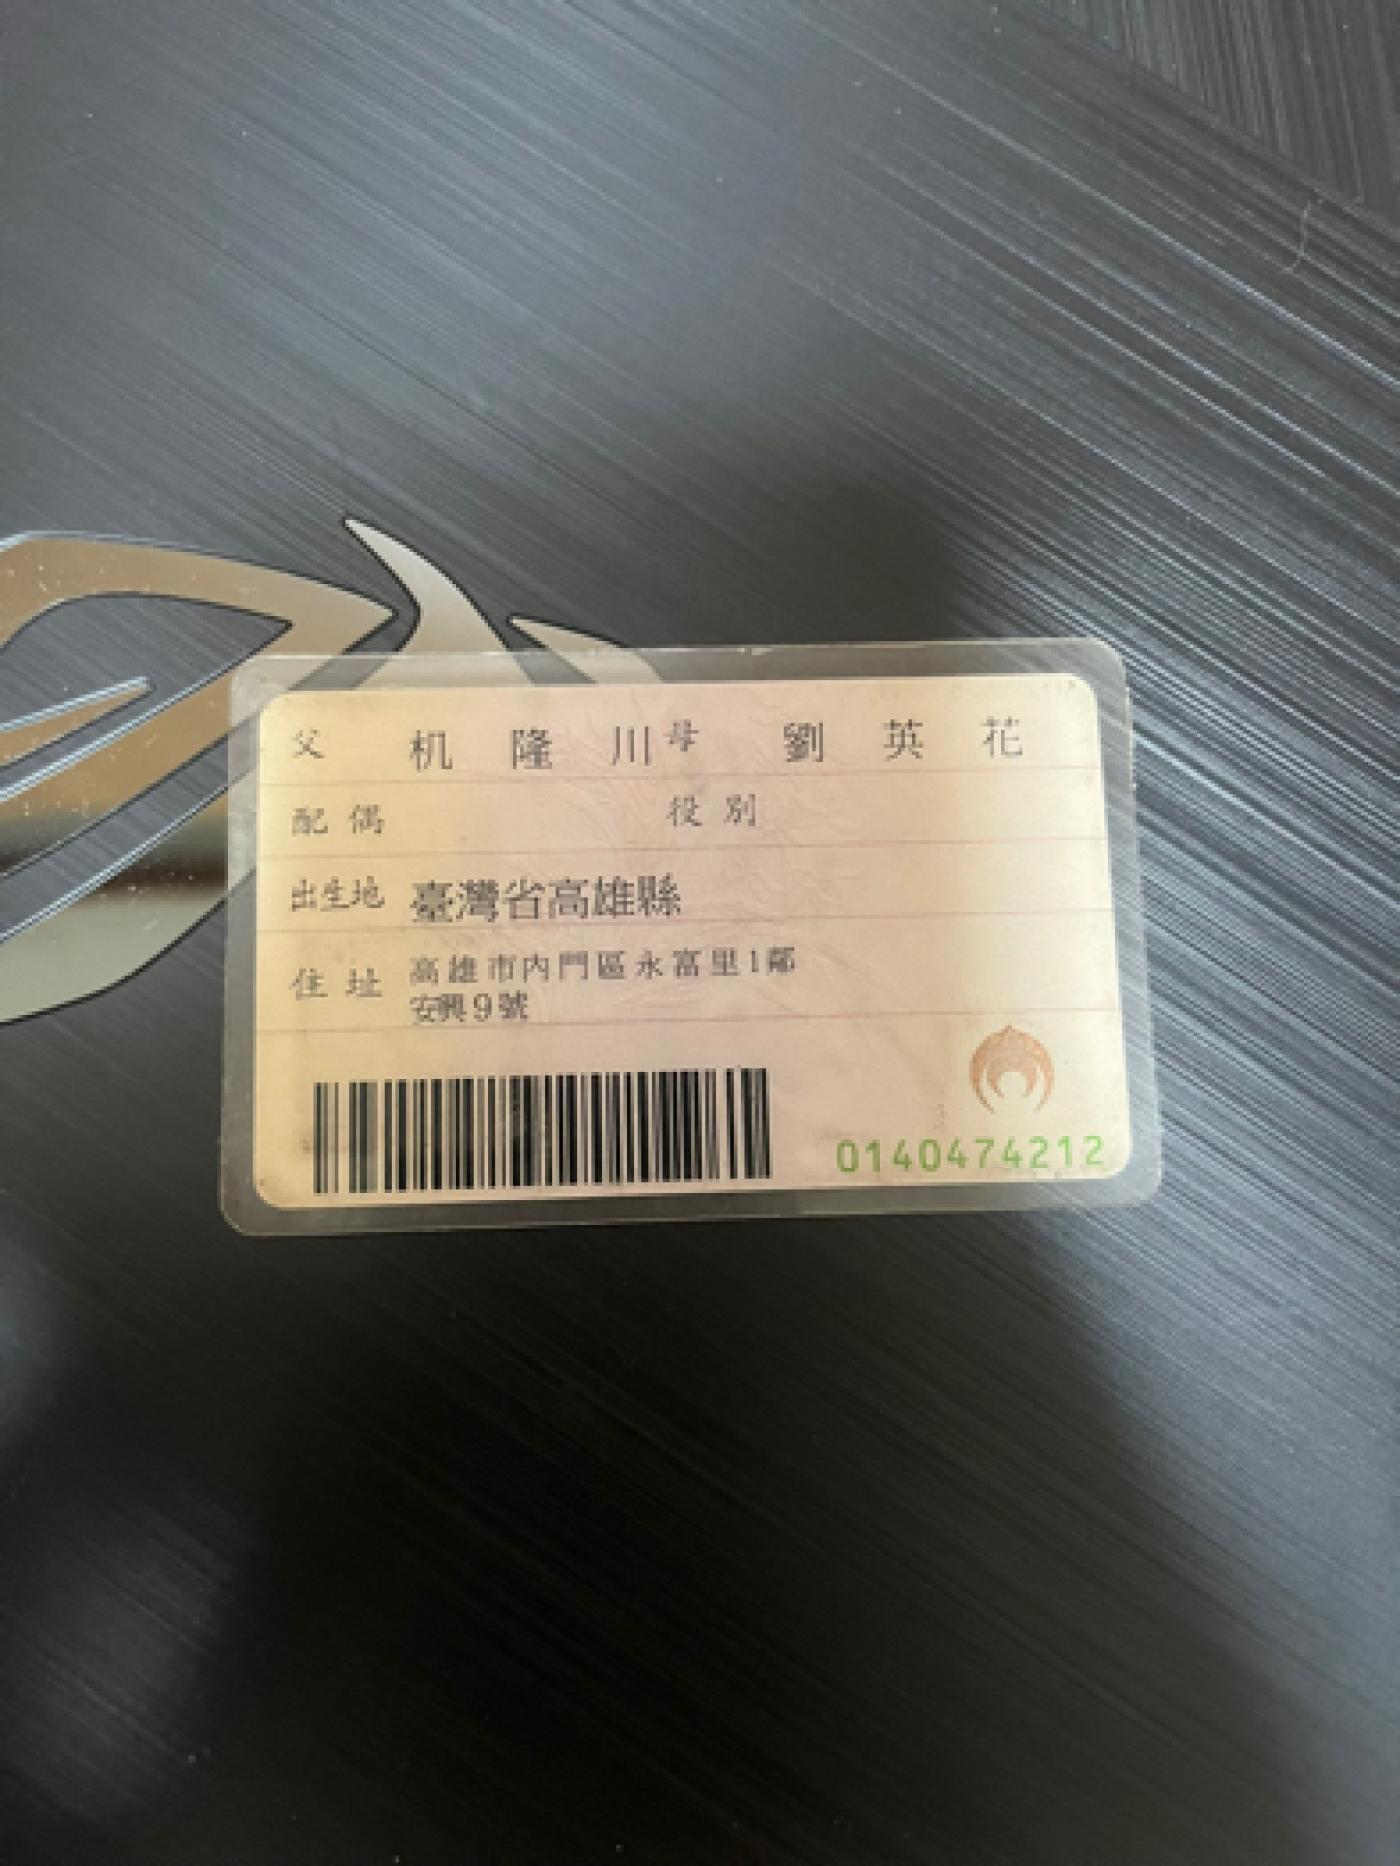 父 机隆川 母 劉英花
配偶 役別
出生地 臺灣省高雄縣
住址 高雄市內門區永富里1鄰
安興9號
0140474212